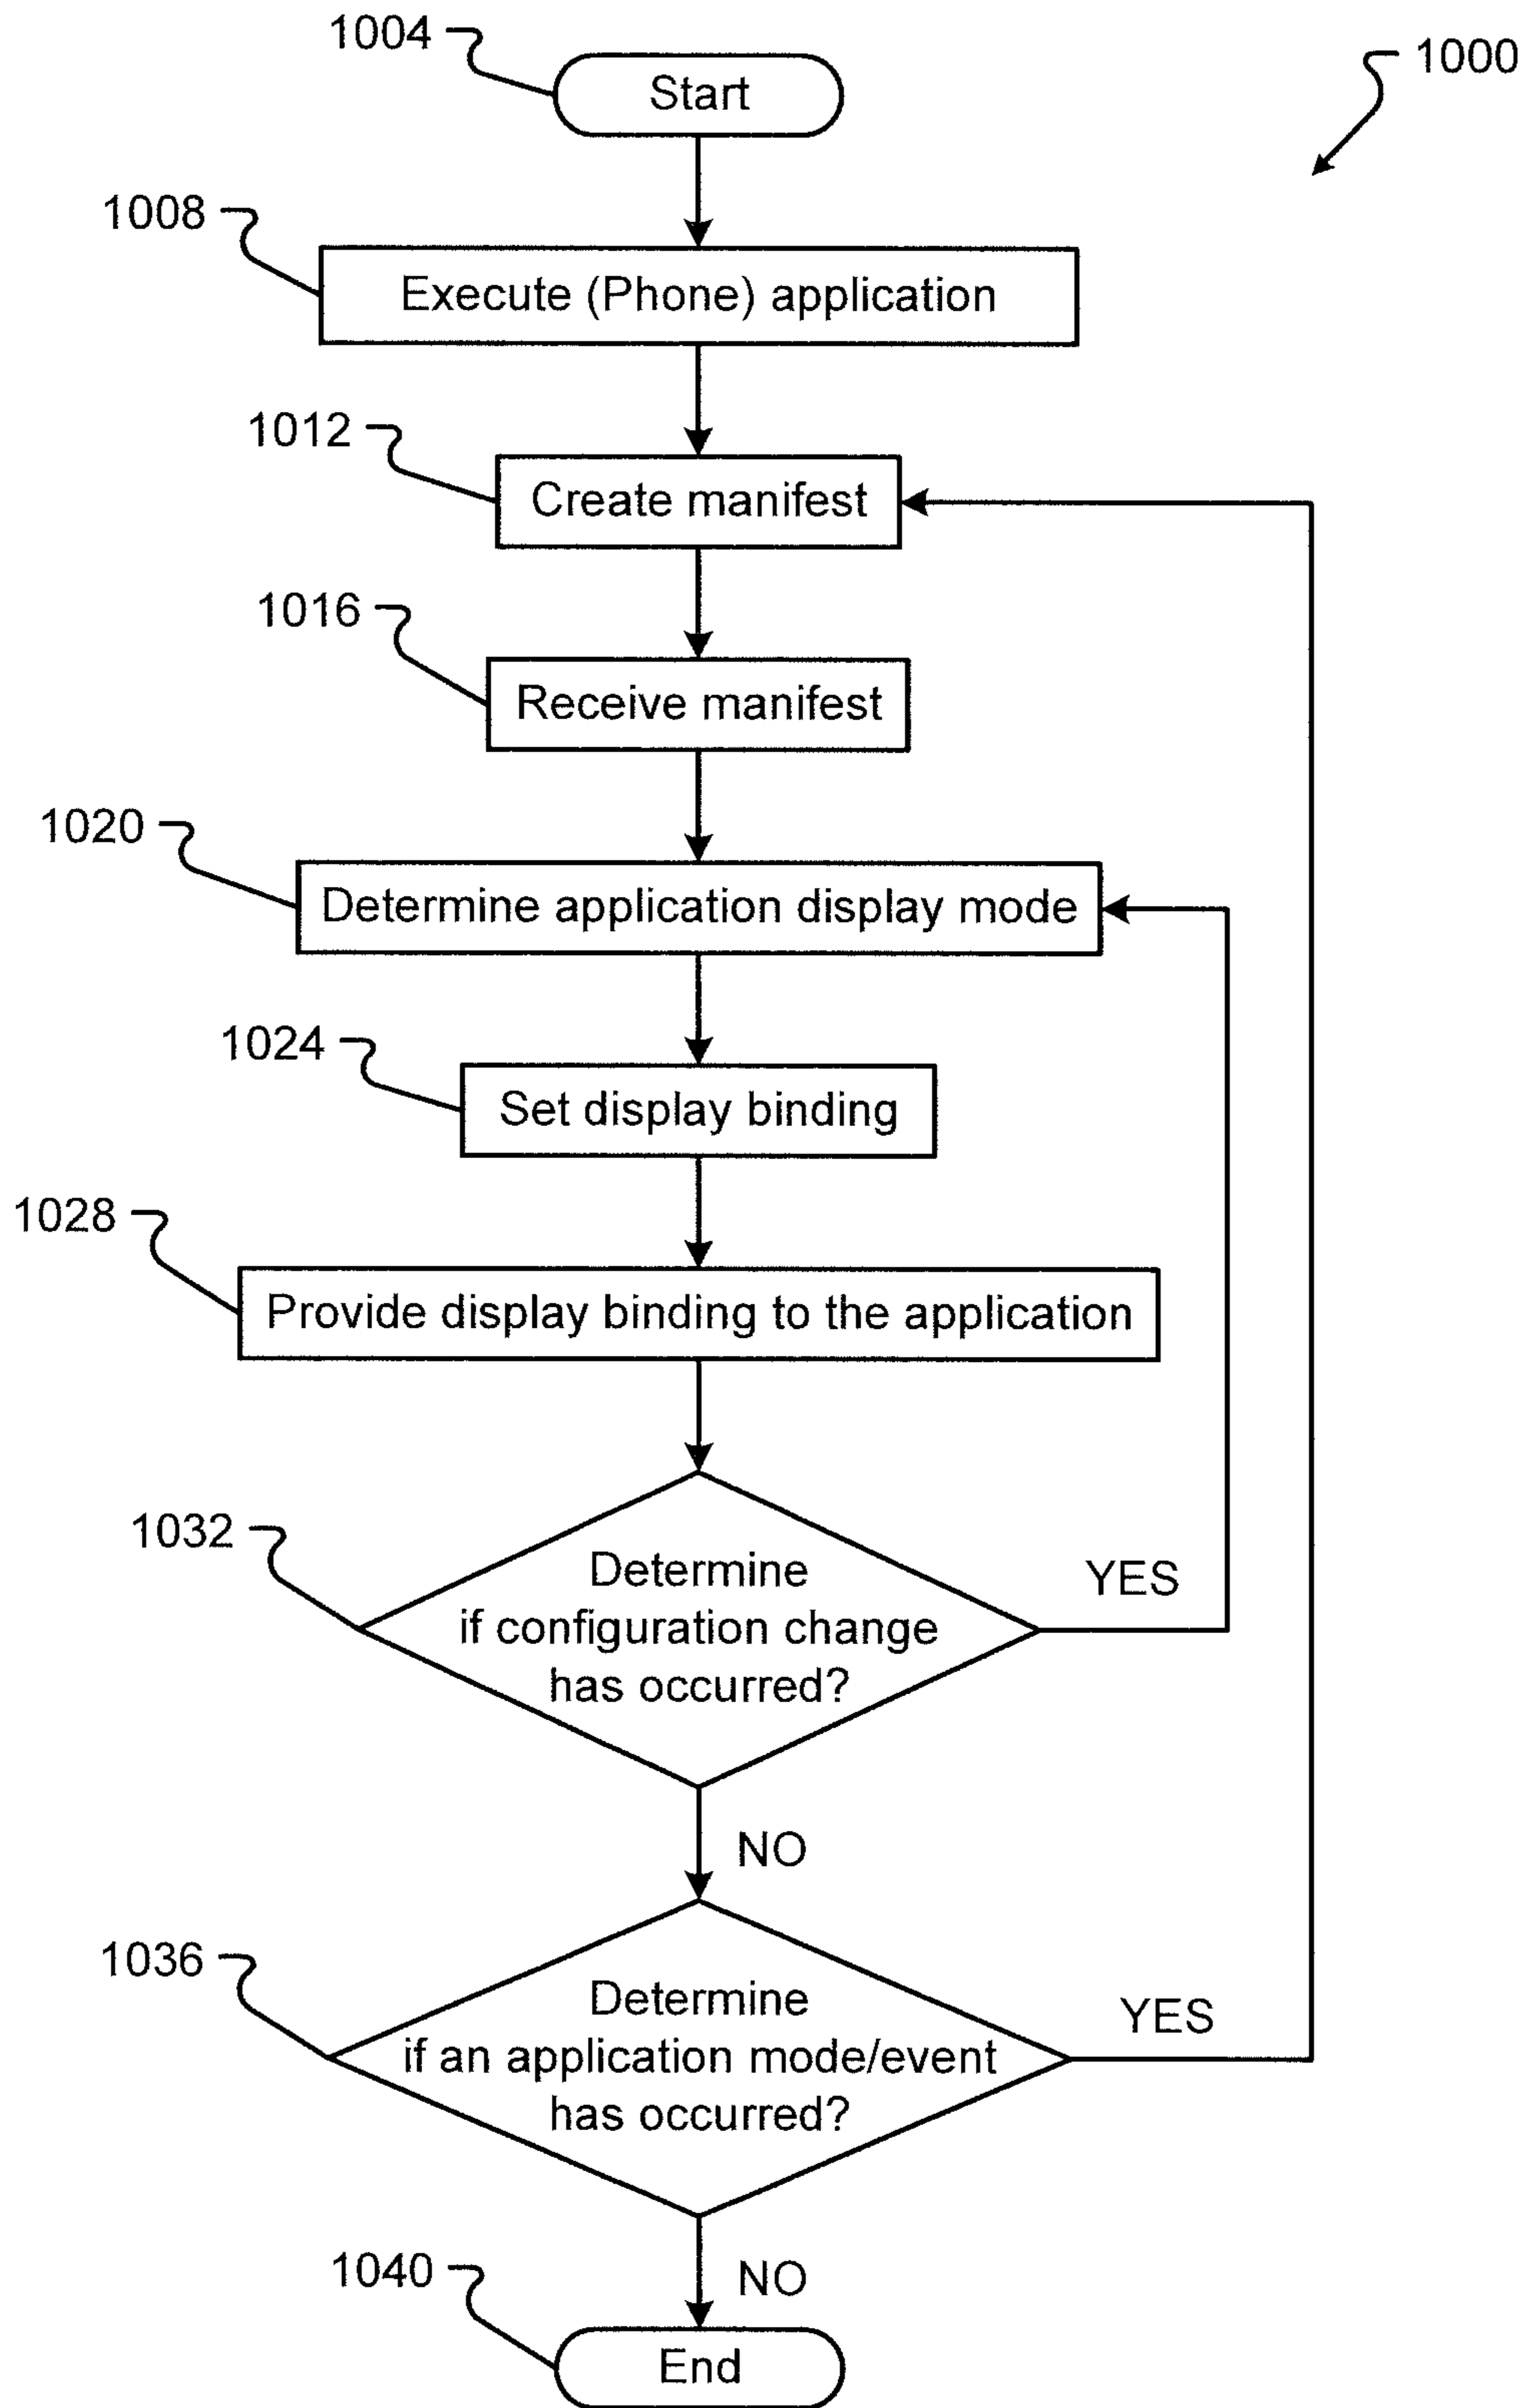 1004
Start
1000
1008
Execute (Phone) application
1012
Create manifest
1016
Receive manifest
1020
Determine application display mode
1024
Set display binding
1028
Provide display binding to the application
1032
Determine
if configuration change
has occurred?
YES
NO
1036
Determine
if an application mode/event
has occurred?
YES
NO
1040
End